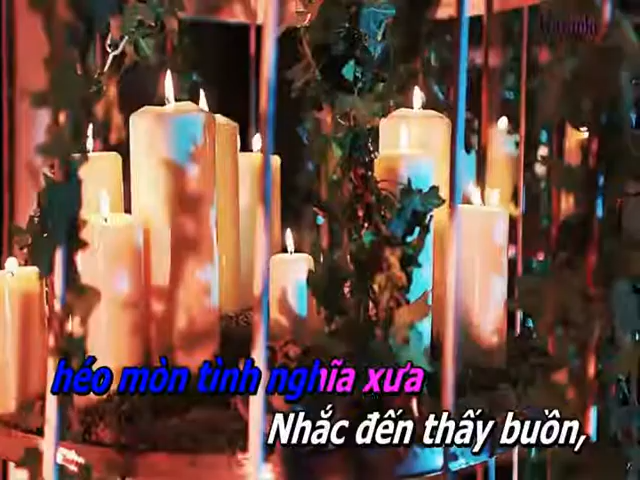 héo mòn tình nghĩa xưa
Nhắc đến thấy buồn,